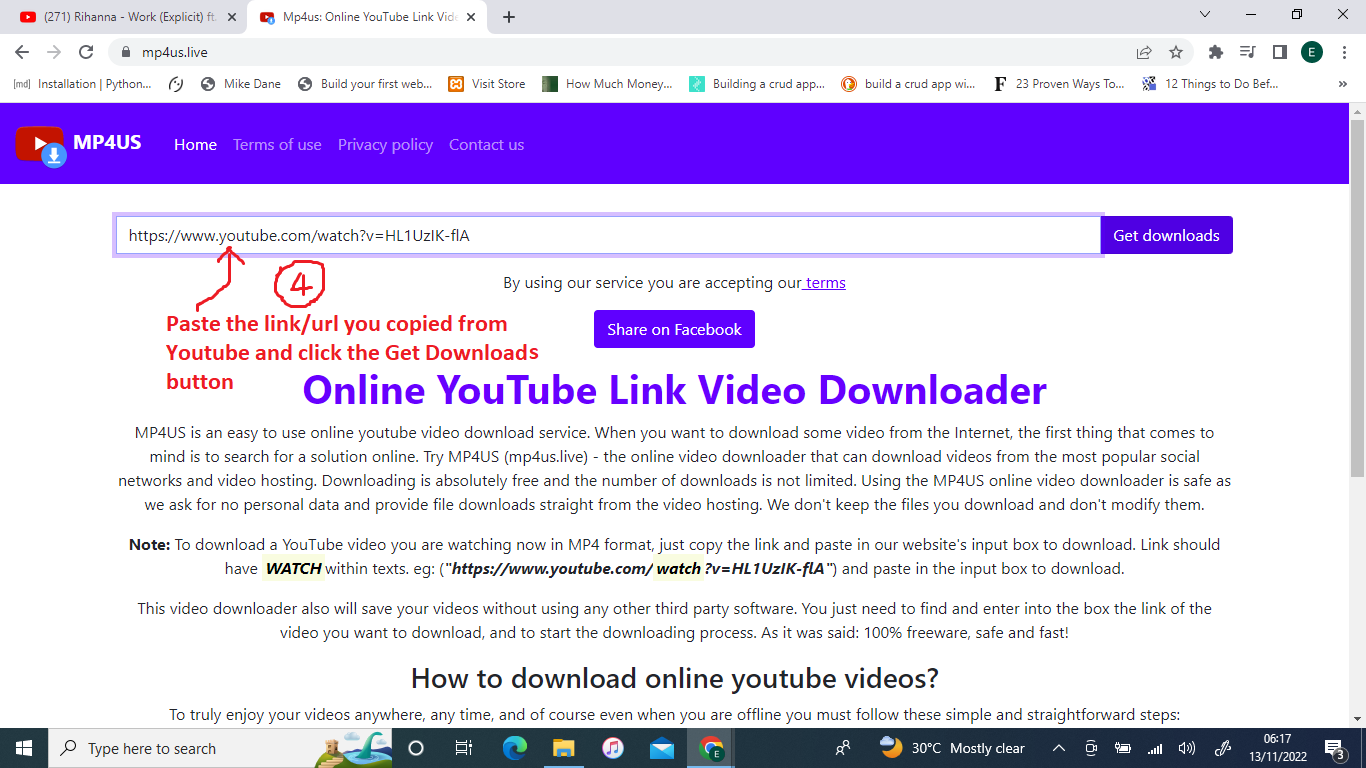 (271) Rihanna - Work (Explicit) ft.
Mp4us: Online YouTube Link Vide
mp4us.live
E
[md] Installation | Python...
Mike Dane
Build your first web...
Visit Store
How Much Money...
Building a crud app...
build a crud app wi...
F 23 Proven Ways To...
12 Things to Do Bef...
»
MP4US
Home
Terms of use
Privacy policy
Contact us
https://www.youtube.com/watch?v=HL1UzIK-flA
Get downloads
4
By using our service you are accepting our terms
Paste the link/url you copied from
Youtube and click the Get Downloads
button
Share on Facebook
Online YouTube Link Video Downloader
MP4US is an easy to use online youtube video download service. When you want to download some video from the Internet, the first thing that comes to
mind is to search for a solution online. Try MP4US (mp4us.live) - the online video downloader that can download videos from the most popular social
networks and video hosting. Downloading is absolutely free and the number of downloads is not limited. Using the MP4US online video downloader is safe as
we ask for no personal data and provide file downloads straight from the video hosting. We don't keep the files you download and don't modify them.
Note: To download a YouTube video you are watching now in MP4 format, just copy the link and paste in our website's input box to download. Link should
have WATCH within texts. eg: ("https://www.youtube.com/ watch ?v=HL1UzIK-flA") and paste in the input box to download.
This video downloader also will save your videos without using any other third party software. You just need to find and enter into the box the link of the
video you want to download, and to start the downloading process. As it was said: 100% freeware, safe and fast!
How to download online youtube videos?
To truly enjoy your videos anywhere, any time, and of course even when you are offline you must follow these simple and straightforward steps:
Type here to search
E
30°C Mostly clear
06:17
13/11/2022
3